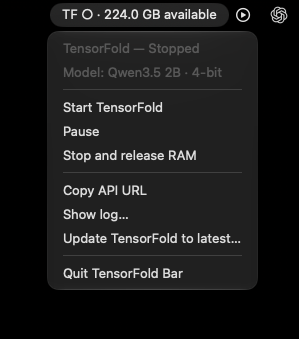 TF ○ · 224.0 GB available
TensorFold — Stopped
Model: Qwen3.5 2B · 4-bit
Start TensorFold
Pause
Stop and release RAM
Copy API URL
Show log...
Update TensorFold to latest...
Quit TensorFold Bar